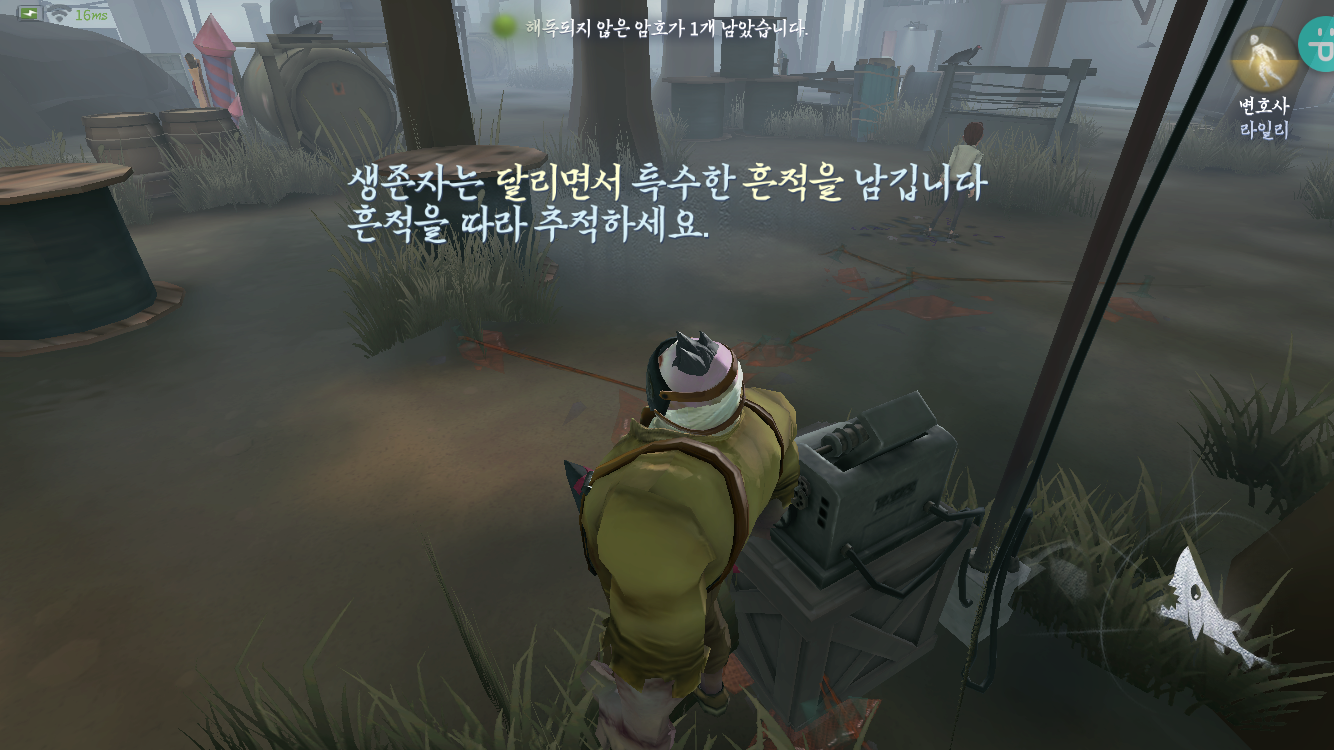 16ms
해독되지 않은 암호가 1개 남았습니다.
변호사
라일리
생존자는 달리면서 특수한 흔적을 남깁니다
흔적을 따라 추적하세요.